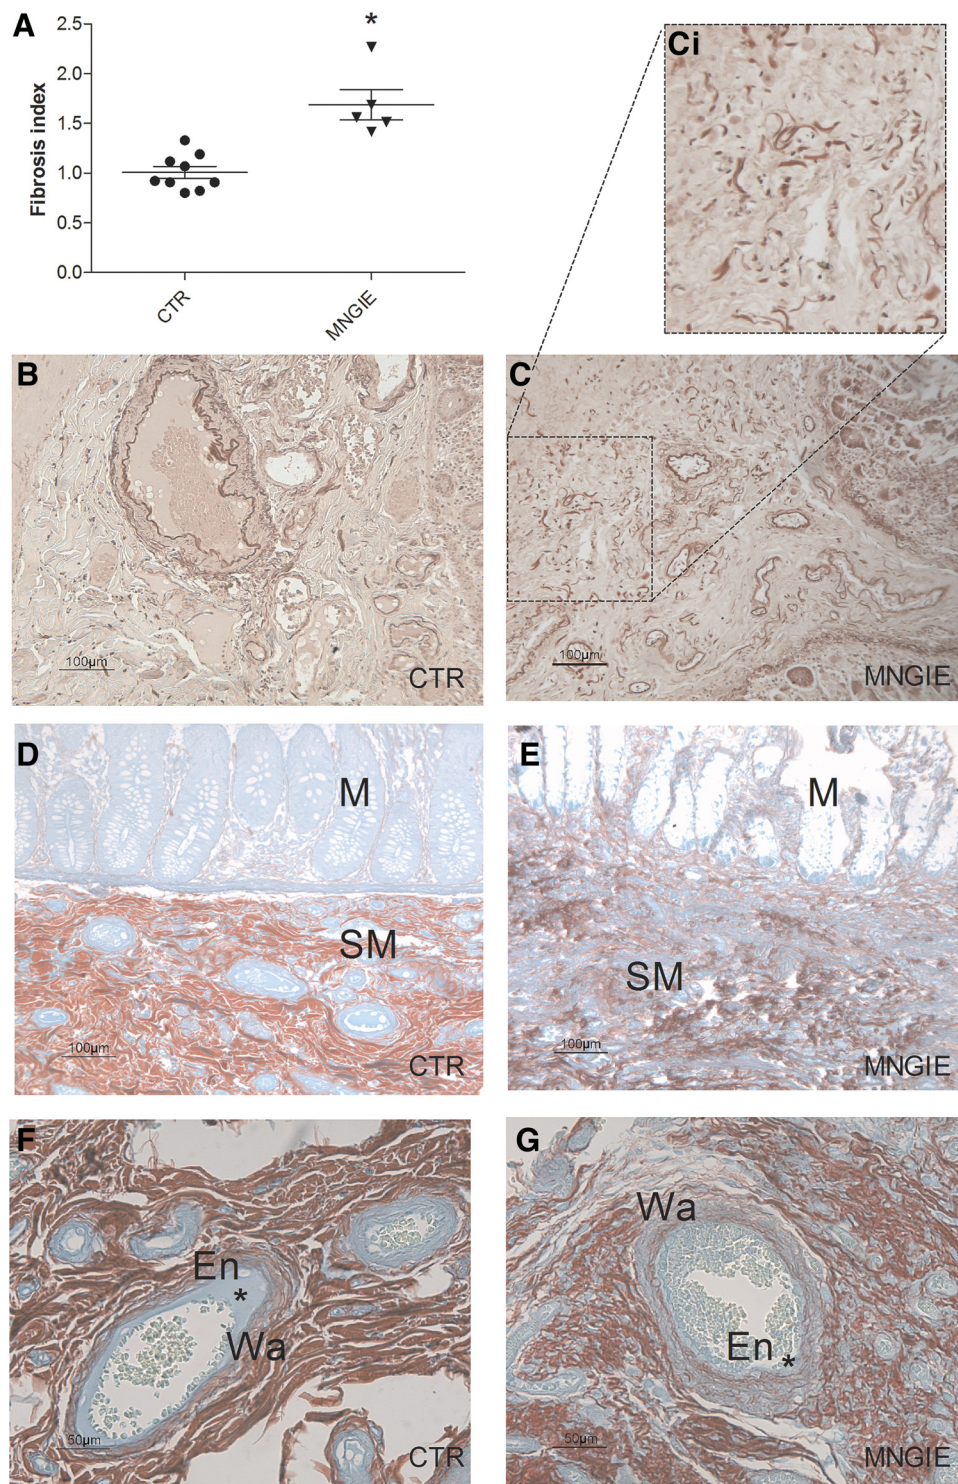 A
*
2.5
2.0
1.5
1.0
0.5
0.0
Fibrosis index
CTR
MNGIE
Ci
B
100µm
CTR
C
100µm
MNGIE
D
M
SM
100µm
CTR
E
M
SM
100µm
MNGIE
F
En
*
Wa
50µm
CTR
G
Wa
En
*
50µm
MNGIE